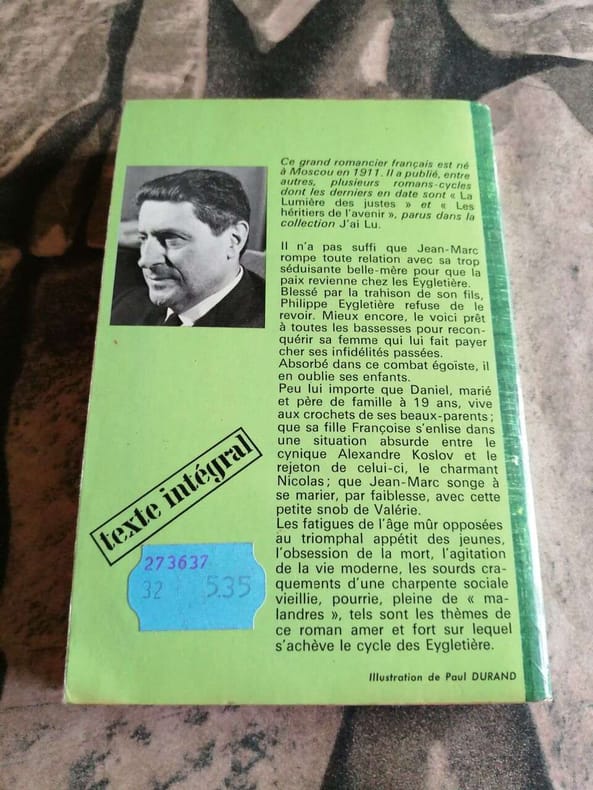 Ce grand romancier français est né
à Moscou en 1911. Il a publié, entre
autres, plusieurs romans-cycles
dont les derniers en date sont « La
Lumière des justes » et « Les
héritiers de l'avenir », parus dans la
collection J'ai Lu.
Il n'a pas suffi que Jean-Marc
rompe toute relation avec sa trop
séduisante belle-mère pour que la
paix revienne chez les Eygletière.
Blessé par la trahison de son fils,
Philippe Eygletière refuse de le
revoir. Mieux encore, le voici prêt
à toutes les bassesses pour recon-
quérir sa femme qui lui fait payer
cher ses infidélités passées.
Absorbé dans ce combat égoïste, il
en oublie ses enfants.
Peu lui importe que Daniel, marié
et père de famille à 19 ans, vive
aux crochets de ses beaux-parents ;
que sa fille Françoise s'enlise dans
une situation absurde entre le
cynique Alexandre Koslov et le
rejeton de celui-ci, le charmant
Nicolas ; que Jean-Marc songe à
se marier, par faiblesse, avec cette
petite snob de Valérie.
Les fatigues de l'âge mûr opposées
au triomphal appétit des jeunes,
l'obsession de la mort, l'agitation
de la vie moderne, les sourds cra-
quements d'une charpente sociale
vieillie, pourrie, pleine de « ma-
landres », tels sont les thèmes de
ce roman amer et fort sur lequel
s'achève le cycle des Eygletière.
texte intégral
273637
32 5.35
Illustration de Paul DURAND